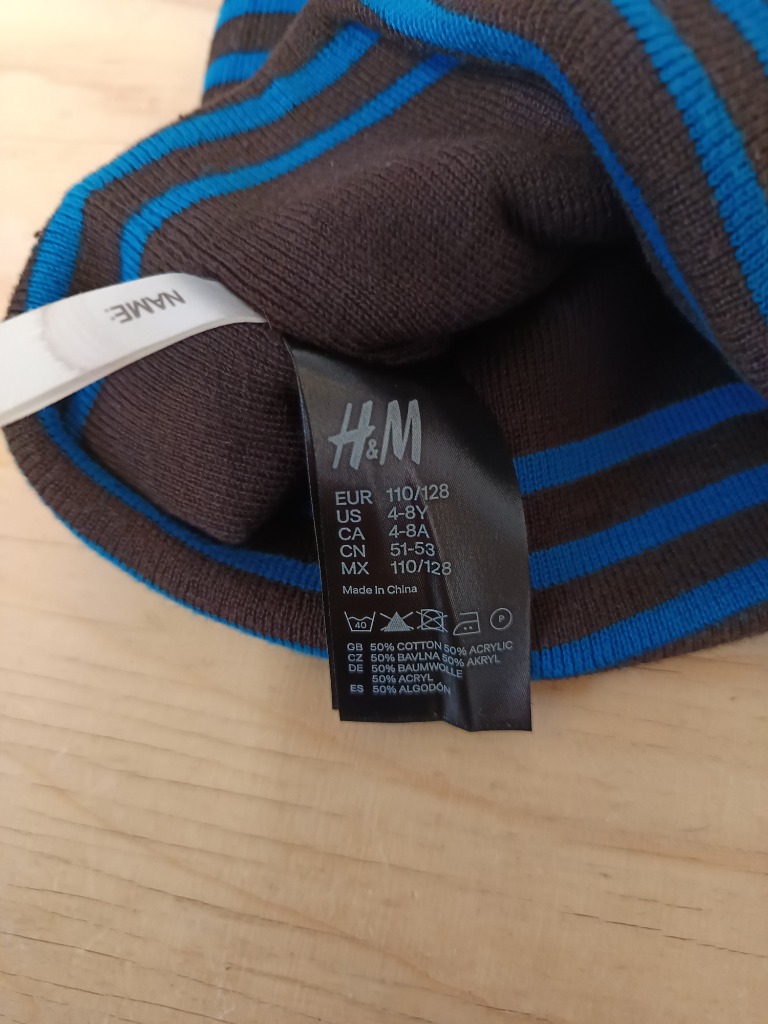 NAME:
H&M
EUR 110/128
US 4-8Y
CA 4-8A
CN 51-53
MX 110/128
Made in China
40 P
GB 50% COTTON 50% ACRYLIC
CZ 50% BAVLNA 50% AKRYL
DE 50% BAUMWOLLE
50% ACRYL
ES 50% ALGODÓN